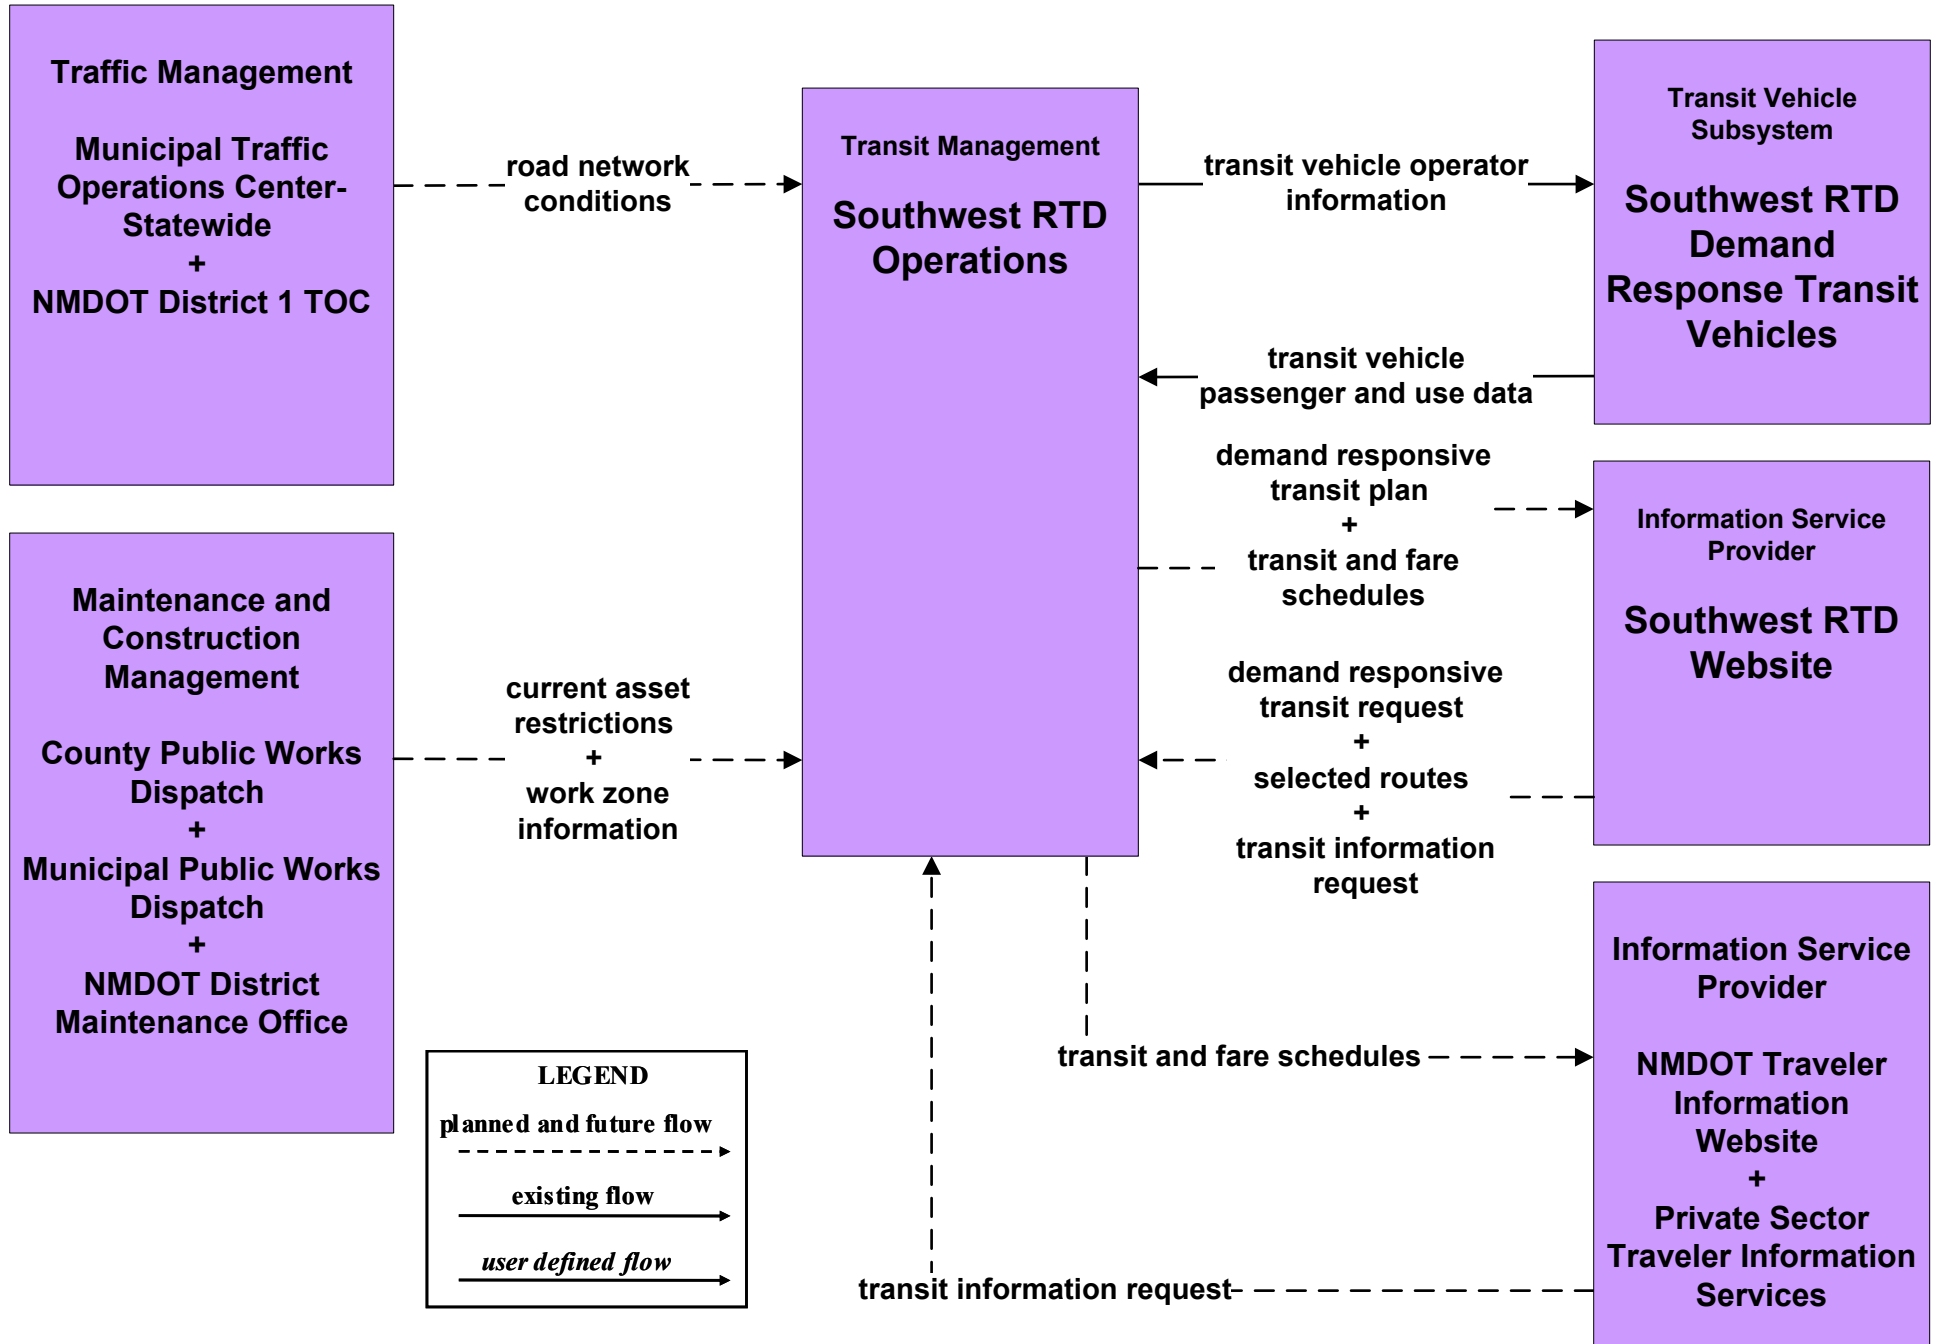 Traffic Management
Municipal Traffic
Operations Center-
Statewide
+
NMDOT District 1 TOC
road network
conditions
Transit Management
Southwest RTD
Operations
transit vehicle operator
information
Transit Vehicle
Subsystem
Southwest RTD
Demand
Response Transit
Vehicles
transit vehicle
passenger and use data
demand responsive
transit plan
+
transit and fare
schedules
Information Service
Provider
Southwest RTD
Website
Maintenance and
Construction
Management
County Public Works
Dispatch
+
Municipal Public Works
Dispatch
+
NMDOT District
Maintenance Office
current asset
restrictions
+
work zone
information
demand responsive
transit request
+
selected routes
+
transit information
request
Information Service
Provider
NMDOT Traveler
Information
Website
+
Private Sector
Traveler Information
Services
transit and fare schedules
transit information request
LEGEND
planned and future flow
existing flow
user defined flow